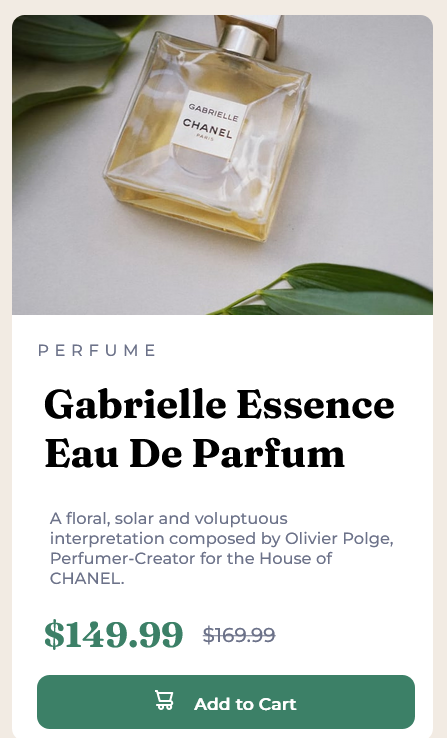 GABRIELLE
CHANEL
PARIS
PERFUME
Gabrielle Essence
Eau De Parfum
A floral, solar and voluptuous
interpretation composed by Olivier Polge,
Perfumer-Creator for the House of
CHANEL.
$149.99 $169.99
Add to Cart